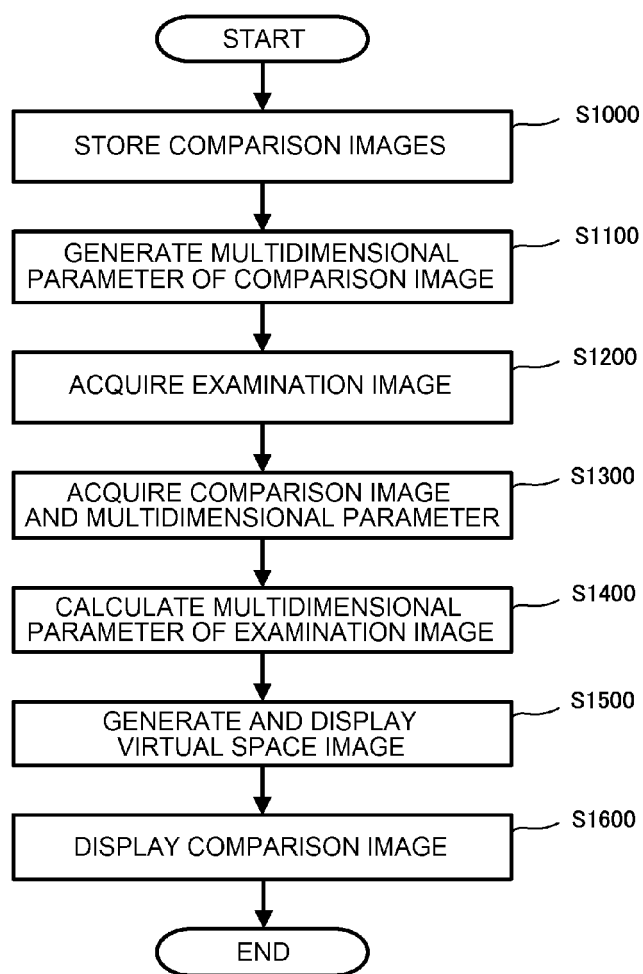 START
STORE COMPARISON IMAGES
S1000
GENERATE MULTIDIMENSIONAL
PARAMETER OF COMPARISON IMAGE
S1100
ACQUIRE EXAMINATION IMAGE
S1200
ACQUIRE COMPARISON IMAGE
AND MULTIDIMENSIONAL PARAMETER
S1300
CALCULATE MULTIDIMENSIONAL
PARAMETER OF EXAMINATION IMAGE
S1400
GENERATE AND DISPLAY
VIRTUAL SPACE IMAGE
S1500
DISPLAY COMPARISON IMAGE
S1600
END